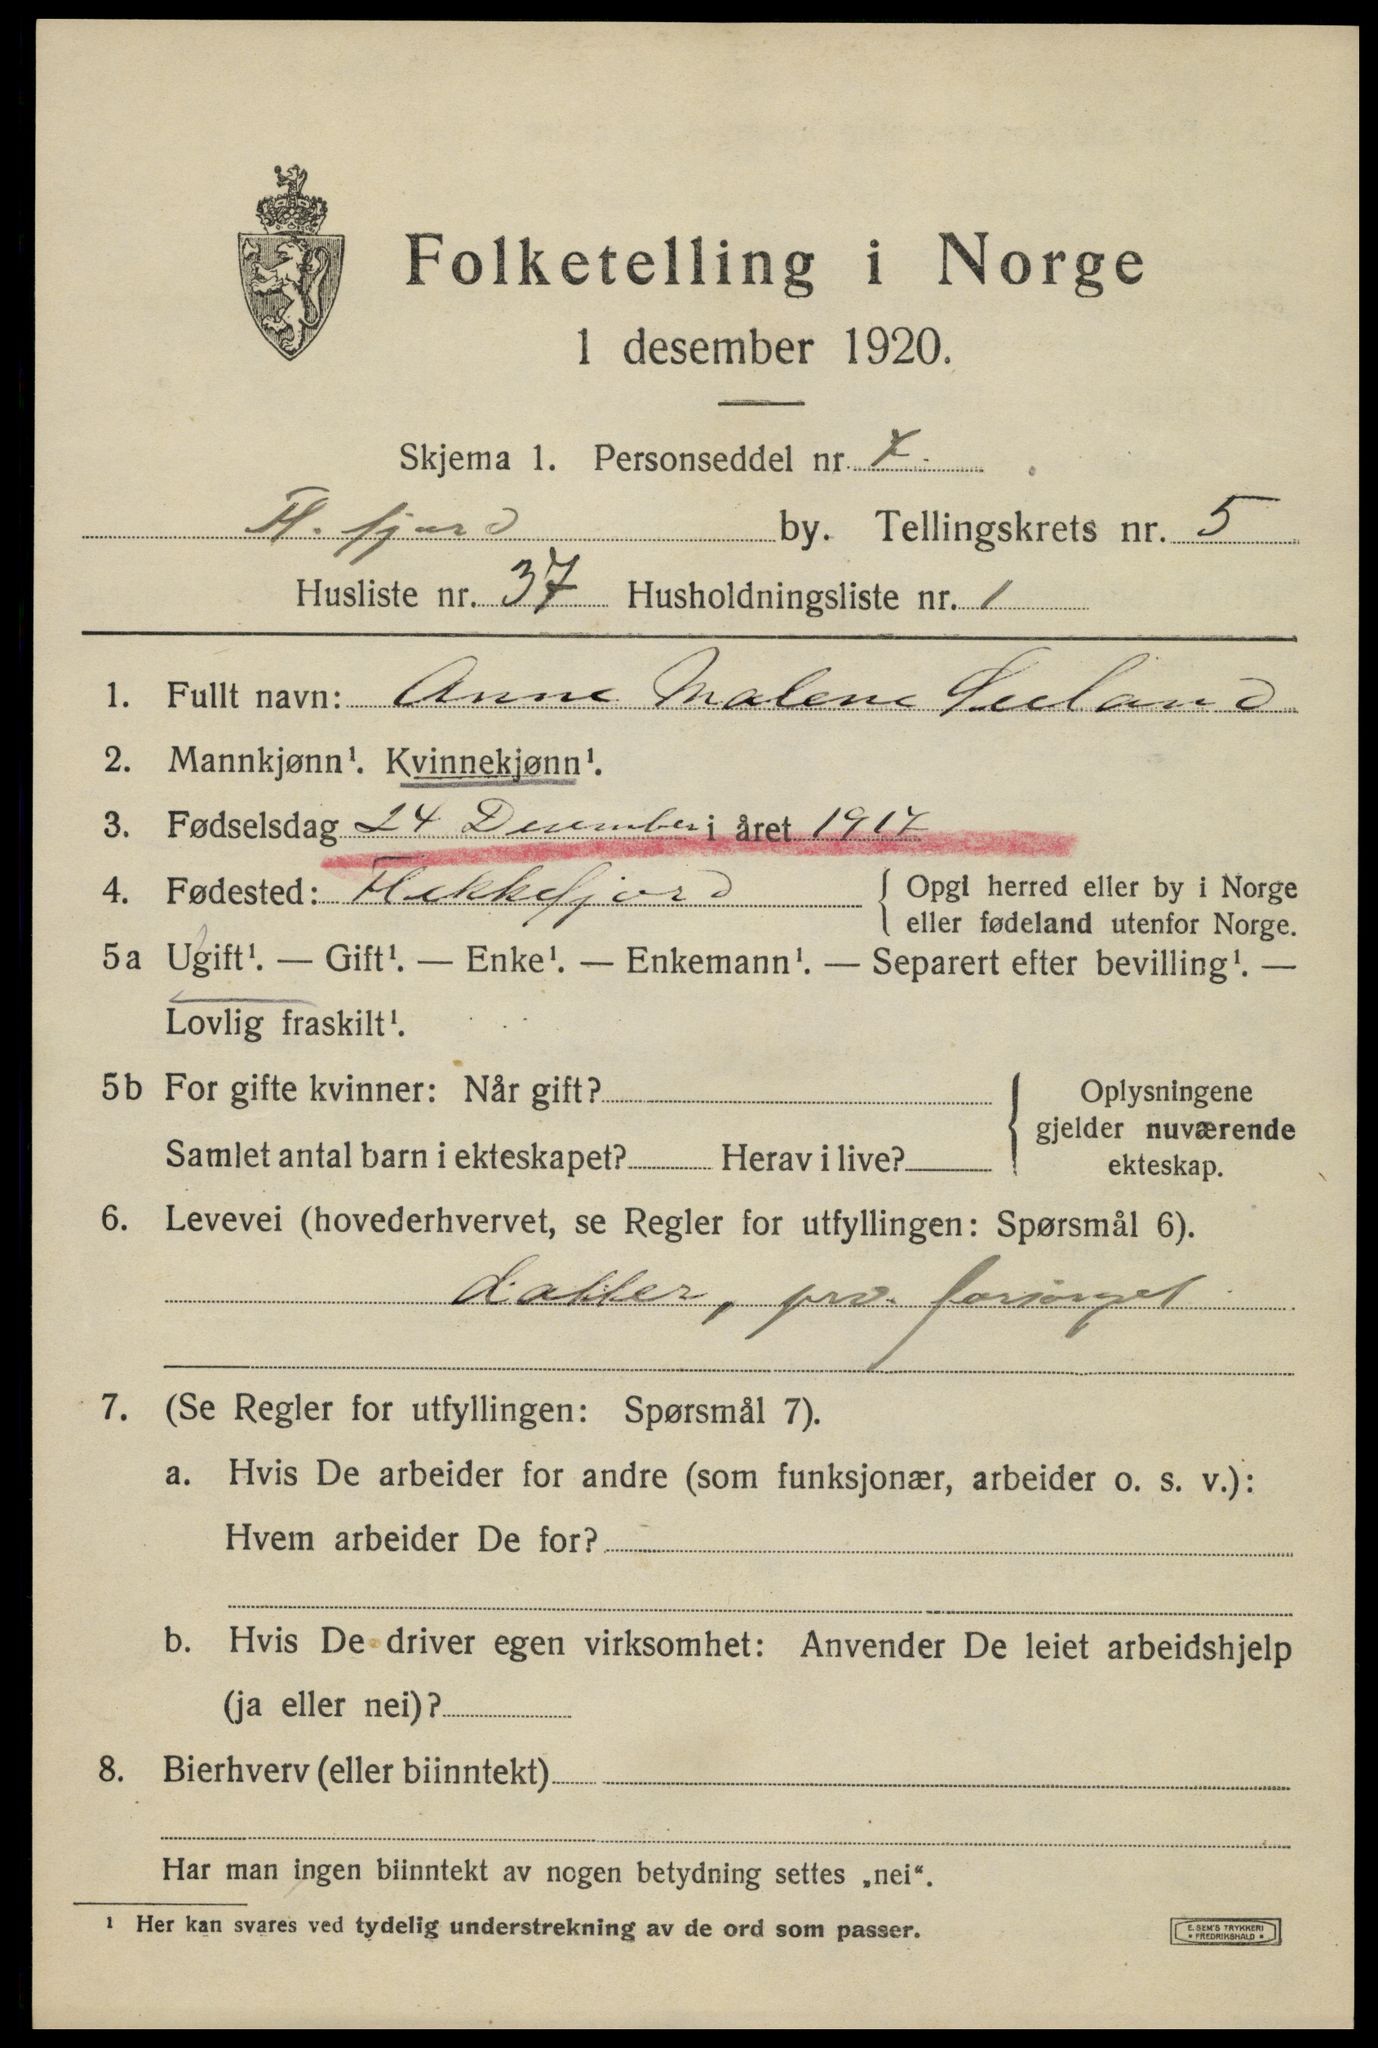 Folketelling i Norge
1 desember 1920.
Skjema 1. Personseddel nr. 7.
Fl. fjord by. Tellingskrets nr. 5
Husliste nr. 37 Husholdningsliste nr. 1
1. Fullt navn: Anne Malene
2. Mannkjønn¹. Kvinnekjønn¹.
3. Fødselsdag 24 Desember i året 1917
4. Fødested: Flekkefjord { Opgi herred eller by i Norge
eller fødeland utenfor Norge.
5a Ugift¹. — Gift¹. — Enke¹. — Enkemann¹. — Separert efter bevilling¹. —
Lovlig fraskilt¹.
5b For gifte kvinner: Når gift? { Oplysningene
gjelder nuværende
Samlet antal barn i ekteskapet? Herav i live? ekteskap.
6. Levevei (hovederhvervet, se Regler for utfyllingen: Spørsmål 6).
datter, prv. forsørget
7. (Se Regler for utfyllingen: Spørsmål 7).
a. Hvis De arbeider for andre (som funksjonær, arbeider o. s. v.):
Hvem arbeider De for?
b. Hvis De driver egen virksomhet: Anvender De leiet arbeidshjelp
(ja eller nei)?
8. Bierhverv (eller biinntekt)
Har man ingen biinntekt av nogen betydning settes „nei“.
¹ Her kan svares ved tydelig understrekning av de ord som passer.
E. SEM'S TRYKKERI
• FREDRIKSHALD •